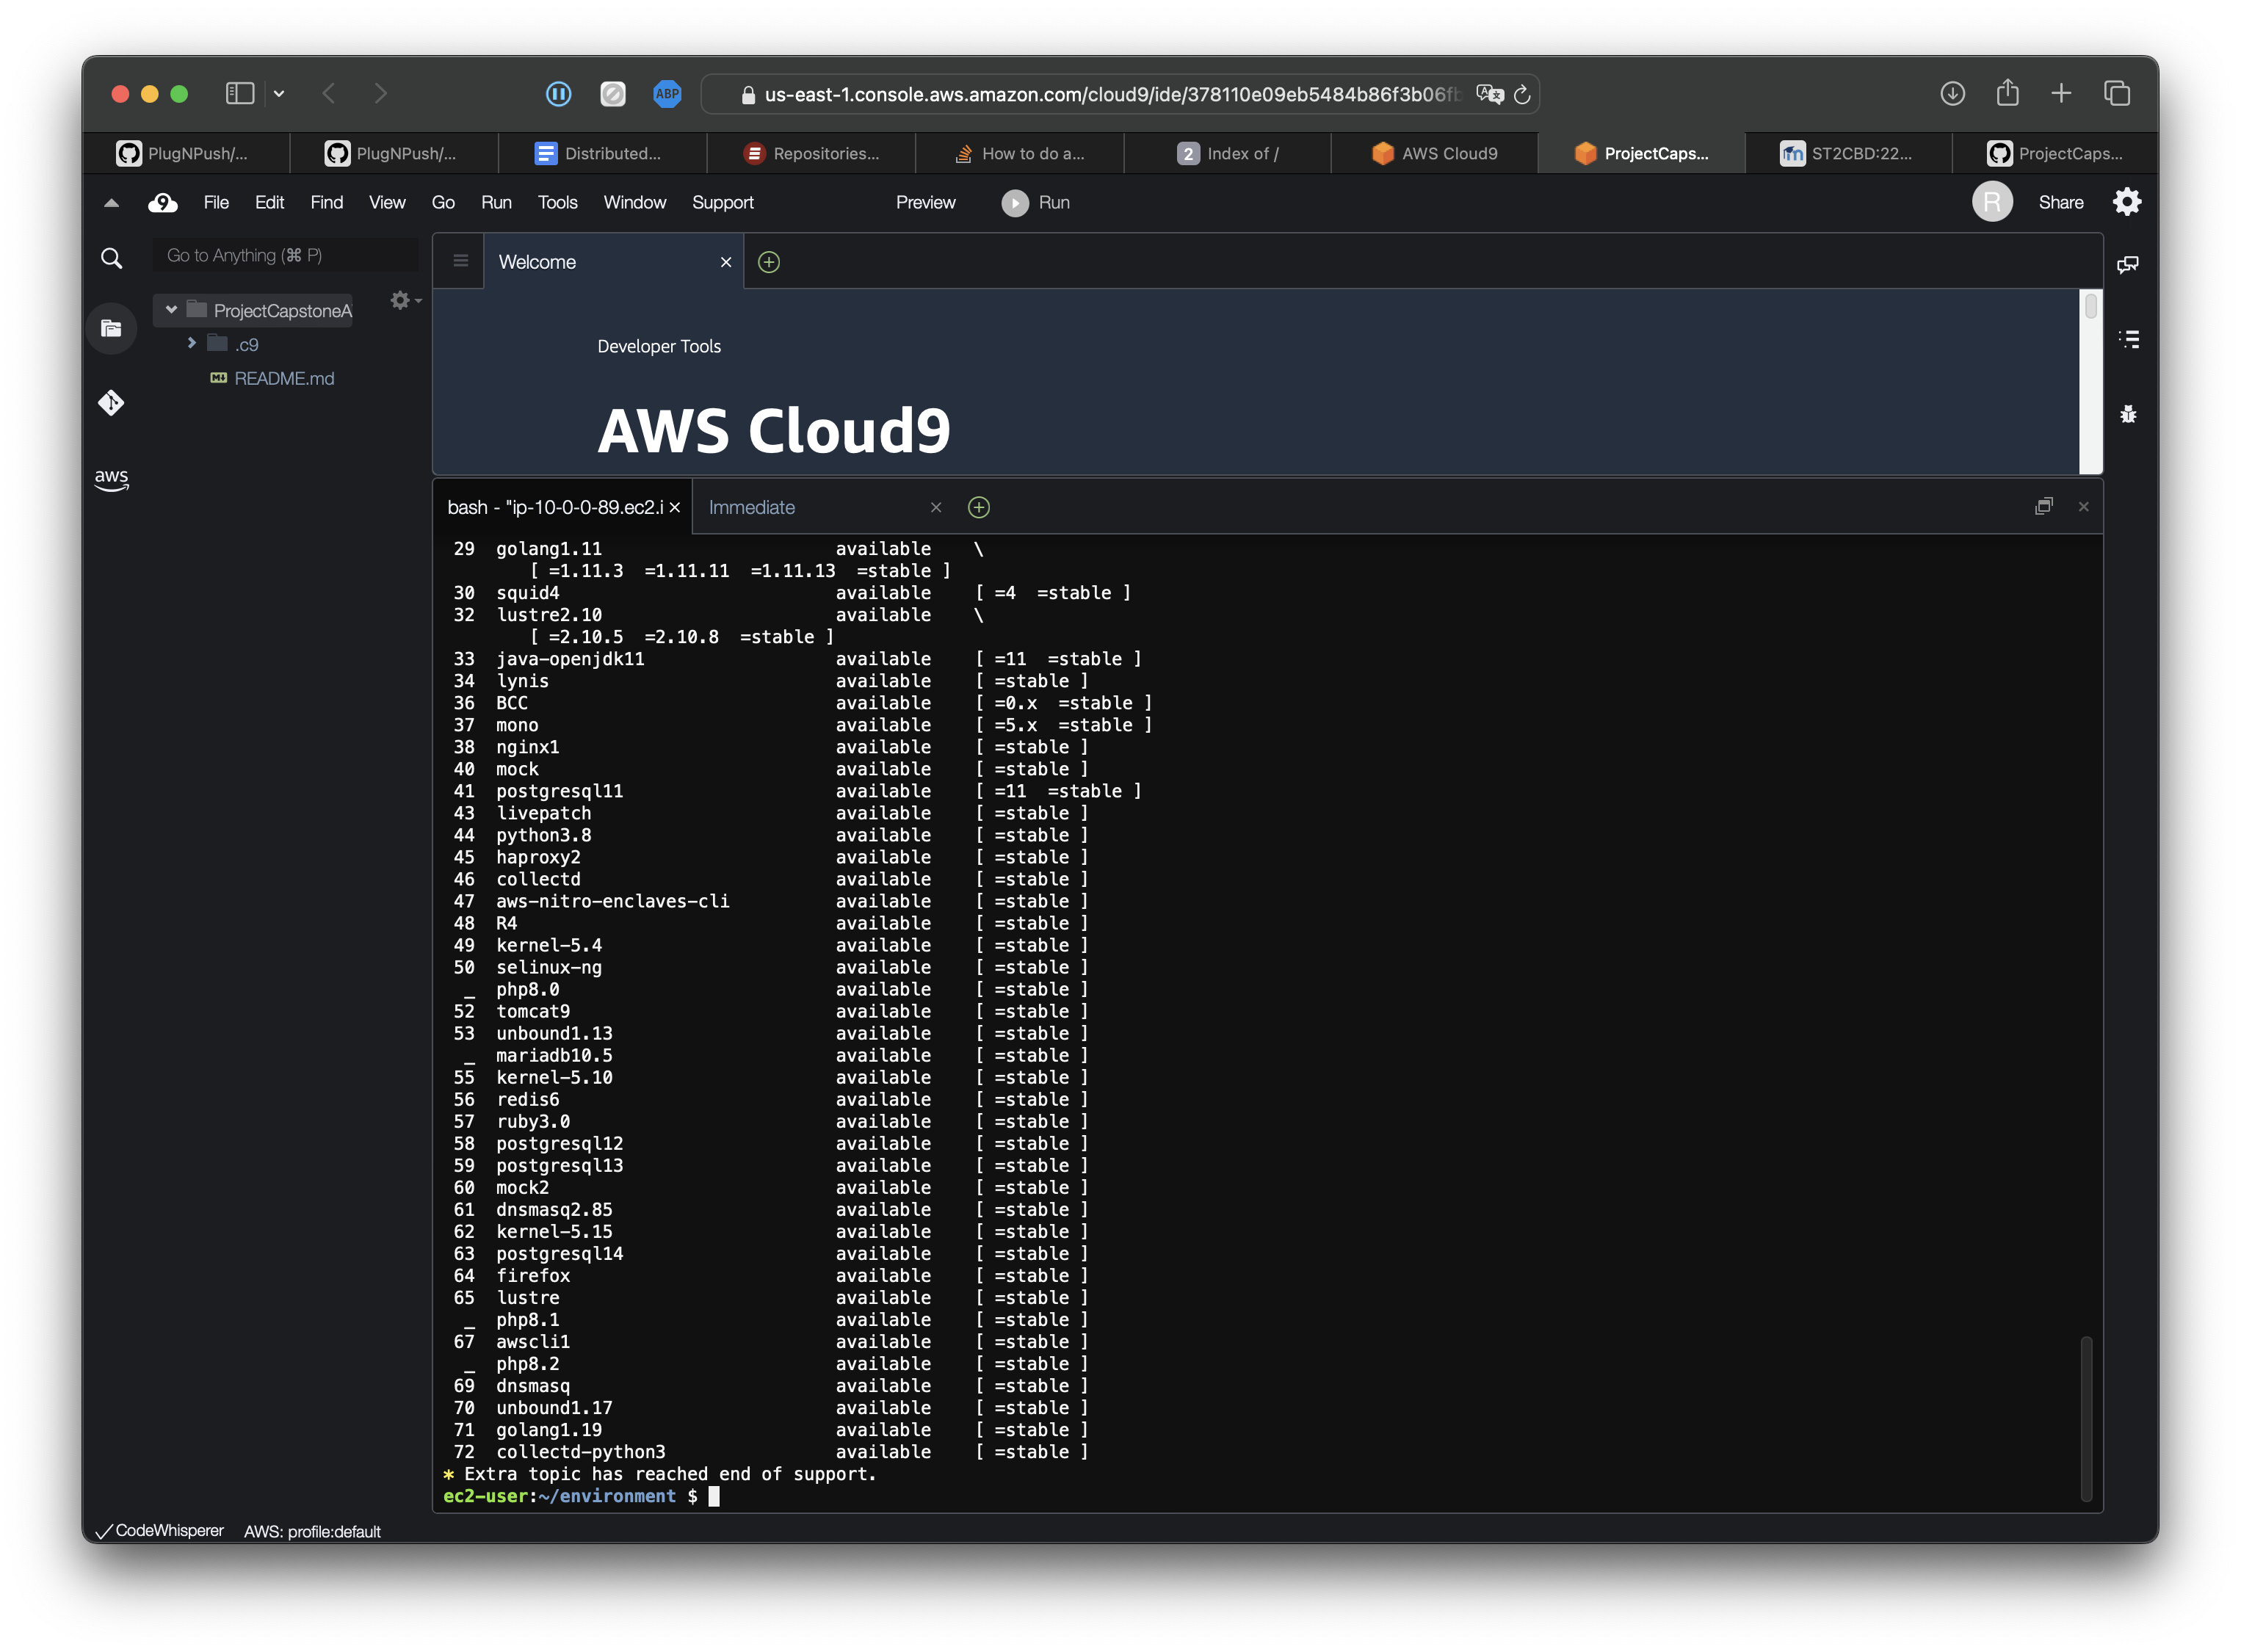 ABP us-east-1.console.aws.amazon.com/cloud9/ide/378110e09eb5484b86f3b06fb
PlugNPush/... PlugNPush/... Distributed... Repositories... How to do a... 2 Index of / AWS Cloud9 ProjectCaps... ST2CBD:22... ProjectCaps...
9 File Edit Find View Go Run Tools Window Support Preview Run R Share
Go to Anything (⌘ P)
Welcome
ProjectCapstoneA
.c9
README.md
aws
Developer Tools
AWS Cloud9
bash - "ip-10-0-0-89.ec2.i Immediate
29 golang1.11 available \
[ =1.11.3 =1.11.11 =1.11.13 =stable ]
30 squid4 available [ =4 =stable ]
32 lustre2.10 available \
[ =2.10.5 =2.10.8 =stable ]
33 java-openjdk11 available [ =11 =stable ]
34 lynis available [ =stable ]
36 BCC available [ =0.x =stable ]
37 mono available [ =5.x =stable ]
38 nginx1 available [ =stable ]
40 mock available [ =stable ]
41 postgresql11 available [ =11 =stable ]
43 livepatch available [ =stable ]
44 python3.8 available [ =stable ]
45 haproxy2 available [ =stable ]
46 collectd available [ =stable ]
47 aws-nitro-enclaves-cli available [ =stable ]
48 R4 available [ =stable ]
49 kernel-5.4 available [ =stable ]
50 selinux-ng available [ =stable ]
_ php8.0 available [ =stable ]
52 tomcat9 available [ =stable ]
53 unbound1.13 available [ =stable ]
_ mariadb10.5 available [ =stable ]
55 kernel-5.10 available [ =stable ]
56 redis6 available [ =stable ]
57 ruby3.0 available [ =stable ]
58 postgresql12 available [ =stable ]
59 postgresql13 available [ =stable ]
60 mock2 available [ =stable ]
61 dnsmasq2.85 available [ =stable ]
62 kernel-5.15 available [ =stable ]
63 postgresql14 available [ =stable ]
64 firefox available [ =stable ]
65 lustre available [ =stable ]
_ php8.1 available [ =stable ]
67 awscli1 available [ =stable ]
_ php8.2 available [ =stable ]
69 dnsmasq available [ =stable ]
70 unbound1.17 available [ =stable ]
71 golang1.19 available [ =stable ]
72 collectd-python3 available [ =stable ]
* Extra topic has reached end of support.
ec2-user:~/environment $
CodeWhisperer AWS: profile:default